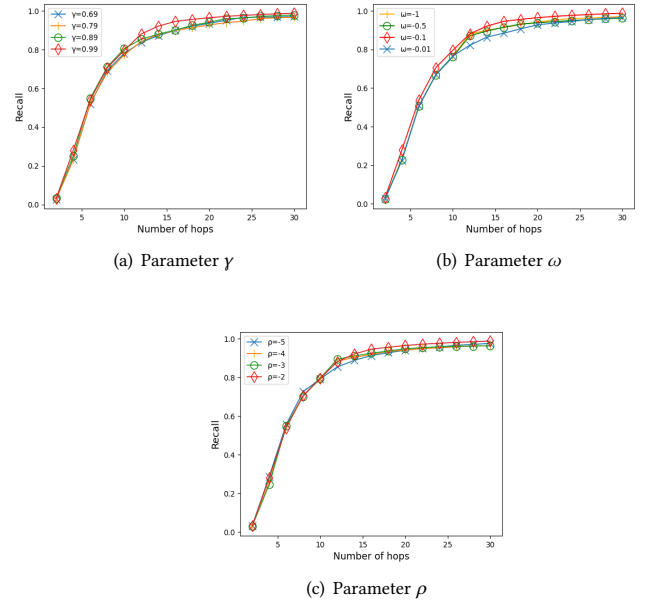 1.0
0.8
0.6
0.4
0.2
0.0
Recall
γ=0.69
γ=0.79
γ=0.89
γ=0.99
5 10 15 20 25 30
Number of hops
(a) Parameter γ
1.0
0.8
0.6
0.4
0.2
0.0
Recall
ω=-1
ω=-0.5
ω=-0.1
ω=-0.01
5 10 15 20 25 30
Number of hops
(b) Parameter ω
1.0
0.8
0.6
0.4
0.2
0.0
Recall
ρ=-5
ρ=-4
ρ=-3
ρ=-2
5 10 15 20 25 30
Number of hops
(c) Parameter ρ